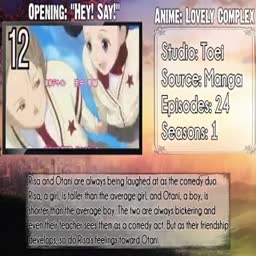 Opening: "Hey! Say!"
Anime: Lovely Complex
12
Studio: Toei
Source: Manga
Episodes: 24
Seasons: 1
Risa and Otani are always being laughed at as the comedy duo.
Risa, a girl, is taller than the average girl, and Otani, a boy, is
shorter than the average boy. The two are always bickering and
even their teacher sees them as a comedy act. But as their friendship
develops, so do Risa's feelings toward Otani.